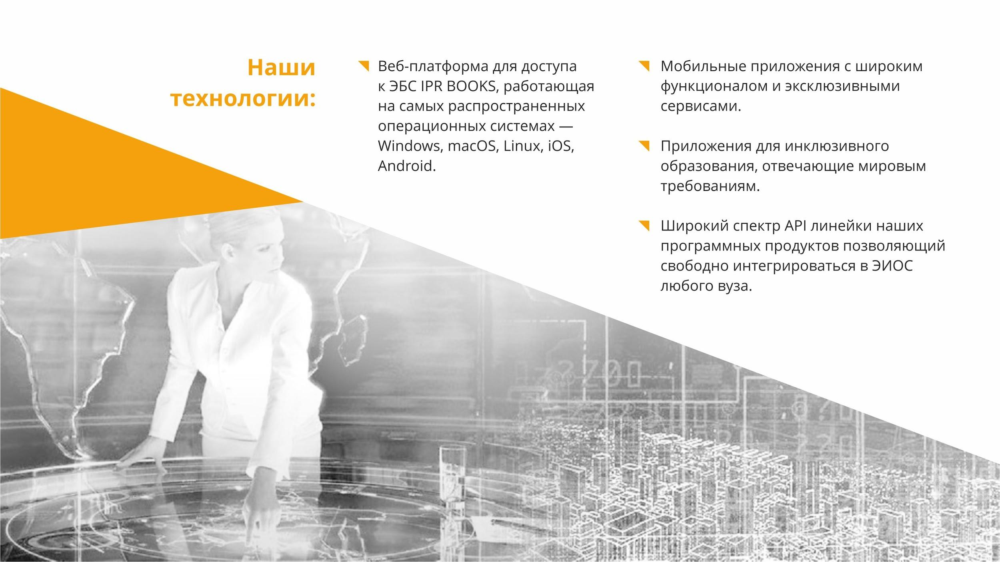 Наши
технологии:
Веб-платформа для доступа
к ЭБС IPR BOOKS, работающая
на самых распространенных
операционных системах —
Windows, macOS, Linux, iOS,
Android.
Мобильные приложения с широким
функционалом и эксклюзивными
сервисами.
Приложения для инклюзивного
образования, отвечающие мировым
требованиям.
Широкий спектр API линейки наших
программных продуктов позволяющий
свободно интегрироваться в ЭИОС
любого вуза.